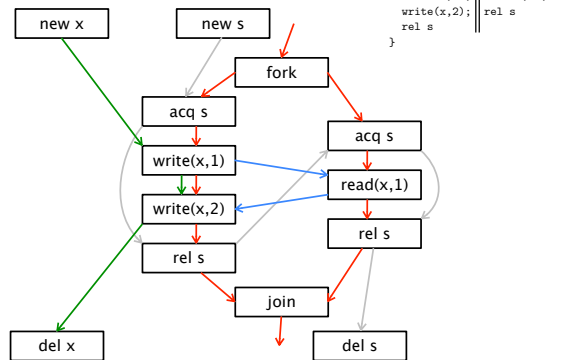 new x
new s
write(x,2); rel s
rel s
}
fork
acq s
acq s
write(x,1)
read(x,1)
write(x,2)
rel s
rel s
join
del x
del s